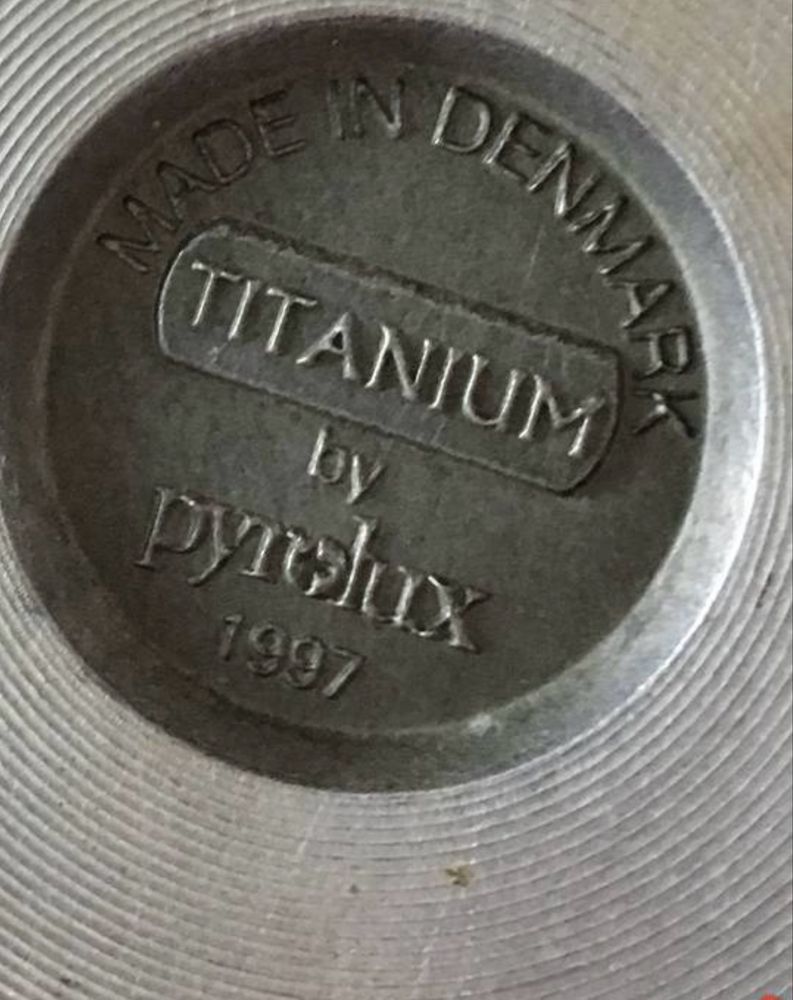 MADE IN DENMARK
TITANIUM
by
pyrolux
1997